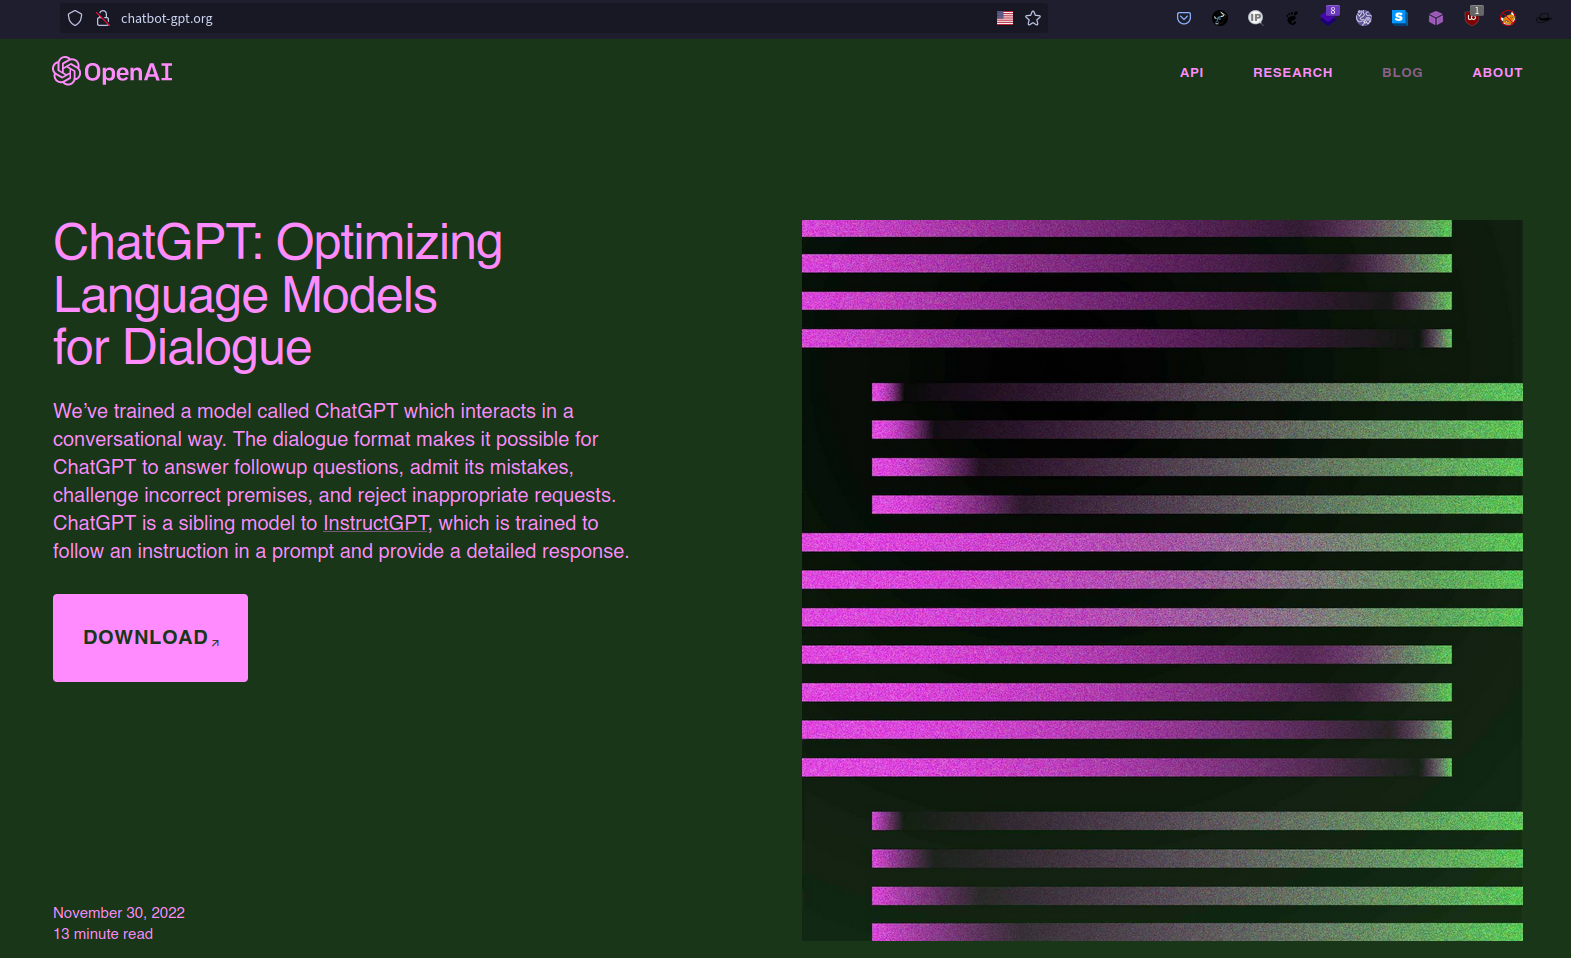 chatbot-gpt.org
8
IP
S
1
OpenAI
API RESEARCH BLOG ABOUT
ChatGPT: Optimizing
Language Models
for Dialogue
We’ve trained a model called ChatGPT which interacts in a
conversational way. The dialogue format makes it possible for
ChatGPT to answer followup questions, admit its mistakes,
challenge incorrect premises, and reject inappropriate requests.
ChatGPT is a sibling model to InstructGPT, which is trained to
follow an instruction in a prompt and provide a detailed response.
DOWNLOAD
November 30, 2022
13 minute read